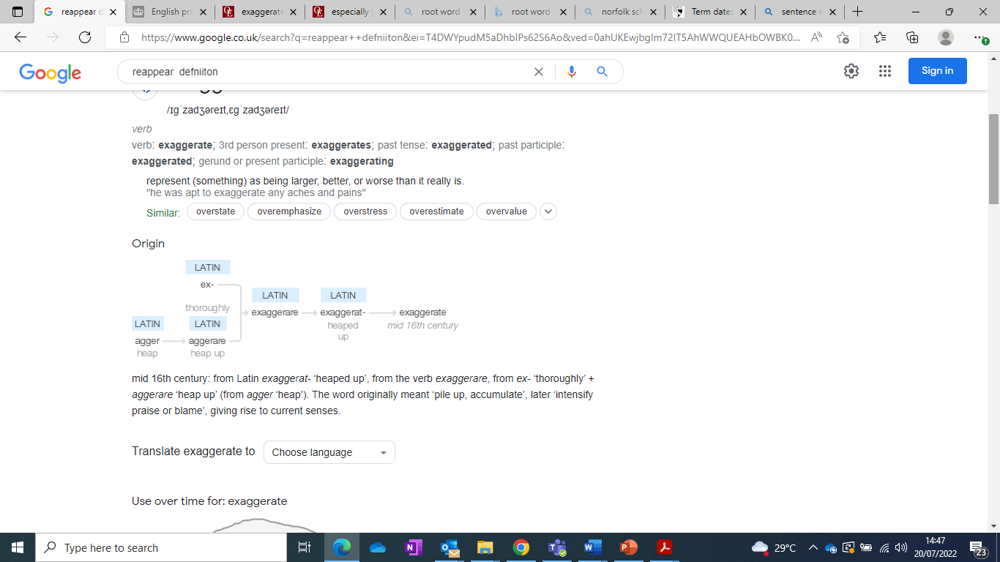 reappear d
English pro
exaggerate
especially
root word
root word
norfolk sch
Term dates
sentence w
https://www.google.co.uk/search?q=reappear++defniiton&ei=T4DWYpudM5aDhbIPs62S6Ao&ved=0ahUKEwjbgIm72IT5AhWWQUEAHbOWBK0...
Google
reappear defniiton
Sign in
/ɪɡˈzadʒəreɪt,ɛɡˈzadʒəreɪt/
verb
verb: exaggerate; 3rd person present: exaggerates; past tense: exaggerated; past participle:
exaggerated; gerund or present participle: exaggerating
represent (something) as being larger, better, or worse than it really is.
"he was apt to exaggerate any aches and pains"
Similar: overstate overemphasize overstress overestimate overvalue
Origin
LATIN
ex-
thoroughly
LATIN
agger
heap
LATIN
aggerare
heap up
LATIN
exaggerare
LATIN
exaggerat-
heaped
up
exaggerate
mid 16th century
mid 16th century: from Latin exaggerat- ‘heaped up’, from the verb exaggerare, from ex- ‘thoroughly’ +
aggerare ‘heap up’ (from agger ‘heap’). The word originally meant ‘pile up, accumulate’, later ‘intensify
praise or blame’, giving rise to current senses.
Translate exaggerate to Choose language
Use over time for: exaggerate
Type here to search
29°C
14:47
20/07/2022
23